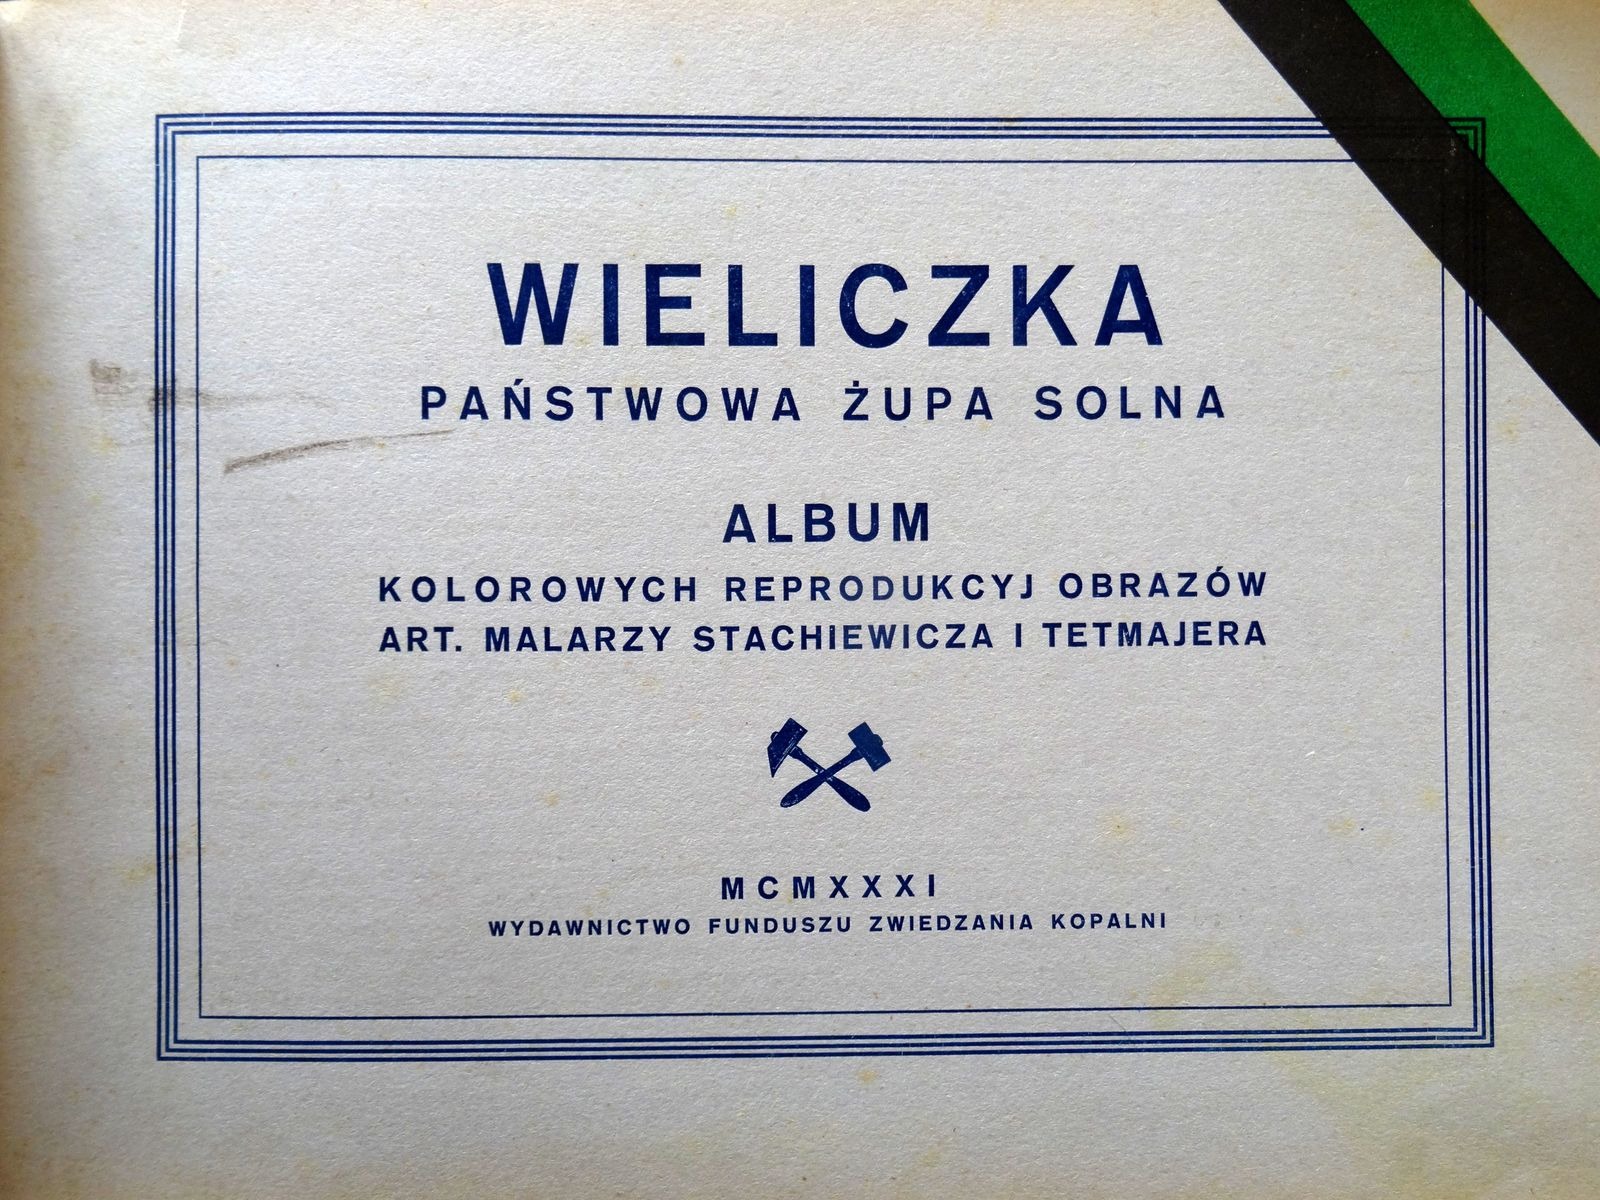 WIELICZKA
PAŃSTWOWA ŻUPA SOLNA
ALBUM
KOLOROWYCH REPRODUKCYJ OBRAZÓW
ART. MALARZY STACHIEWICZA I TETMAJERA
MCMXXXI
WYDAWNICTWO FUNDUSZU ZWIEDZANIA KOPALNI